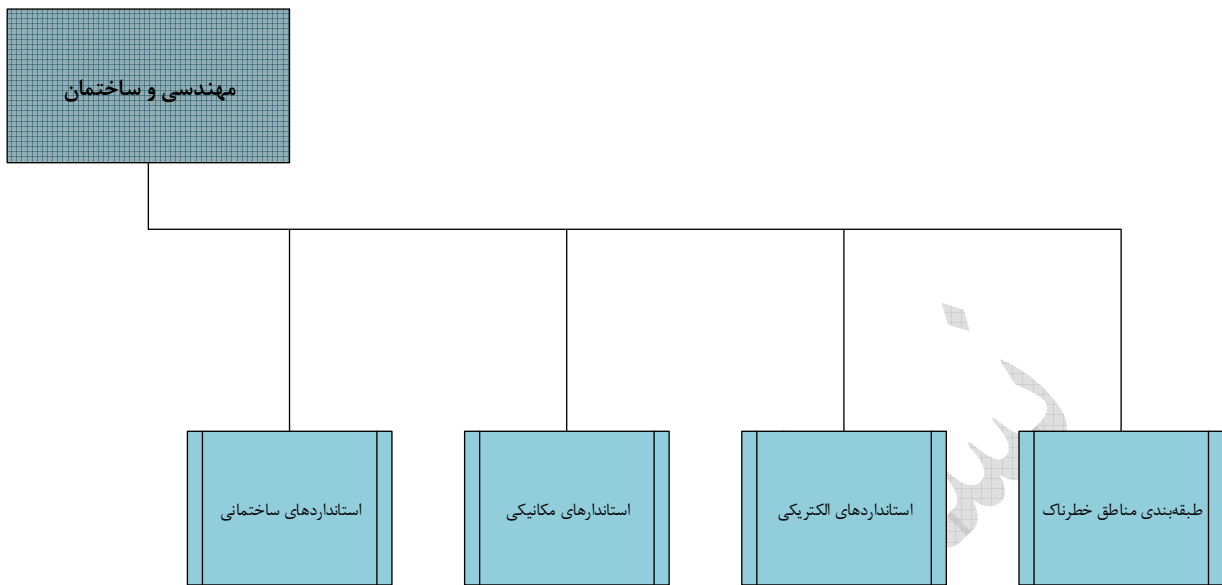 مهندسی و ساختمان
طبقه‌بندی مناطق خطرناک
استانداردهای الکتریکی
استاندارهای مکانیکی
استانداردهای ساختمانی